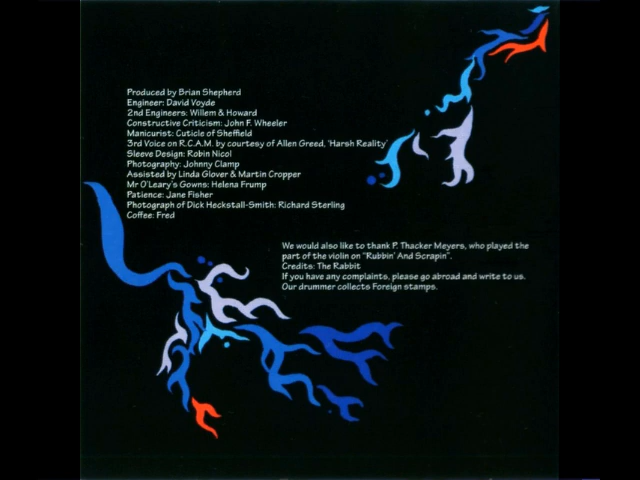 Produced by Brian Shepherd
Engineer: David Voyde
2nd Engineers: Willem & Howard
Constructive Criticism: John F. Wheeler
Manicurist: Cuticle of Sheffield
3rd Voice on R.C.A.M. by courtesy of Allen Greed, 'Harsh Reality'
Sleeve Design: Robin Nicol
Photography: Johnny Clamp
Assisted by Linda Glover & Martin Cropper
Mr O'Leary's Gowns: Helena Frump
Patience: Jane Fisher
Photograph of Dick Heckstall-Smith: Richard Sterling
Coffee: Fred
We would also like to thank P. Thacker Meyers, who played the
part of the violin on "Rubbin' And Scrapin".
Credits: The Rabbit
If you have any complaints, please go abroad and write to us.
Our drummer collects Foreign stamps.